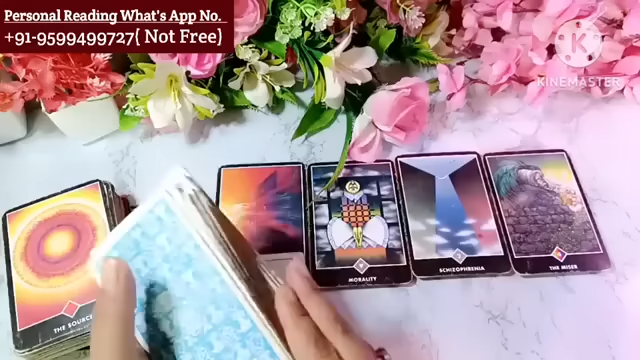 Personal Reading What's App No.
+91-9599499727( Not Free)
K
KINEMASTER
THE SOURCE
MORALITY
SCHIZOPHRENIA
THE MISER